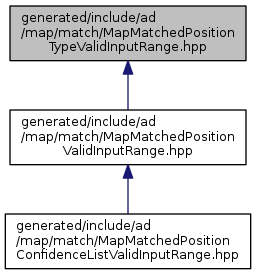 generated/include/ad
/map/match/MapMatchedPosition
TypeValidInputRange.hpp
generated/include/ad
/map/match/MapMatchedPosition
ValidInputRange.hpp
generated/include/ad
/map/match/MapMatchedPosition
ConfidenceListValidInputRange.hpp